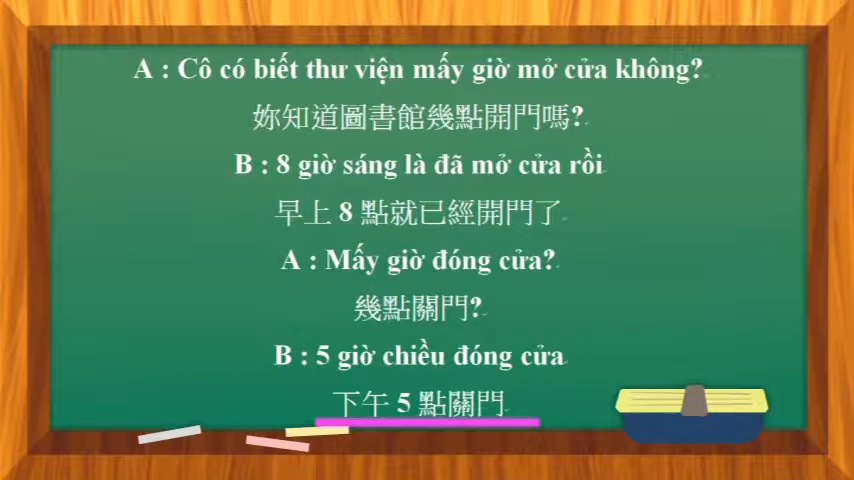 A : Cô có biết thư viện mấy giờ mở cửa không?
妳知道圖書館幾點開門嗎?
B : 8 giờ sáng là đã mở cửa rồi
早上 8 點就已經開門了
A : Mấy giờ đóng cửa?
幾點關門?
B : 5 giờ chiều đóng cửa
下午 5 點關門